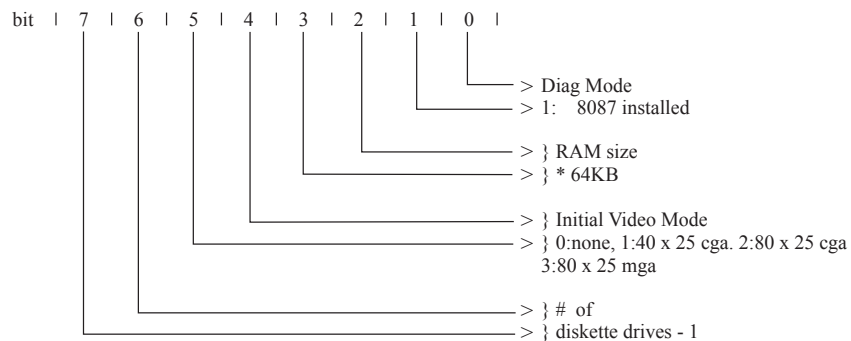 bit | 7 | 6 | 5 | 4 | 3 | 2 | 1 | 0 |
> Diag Mode
> 1: 8087 installed
> } RAM size
> } * 64KB
> } Initial Video Mode
> } 0:none, 1:40 x 25 cga. 2:80 x 25 cga
3:80 x 25 mga
> } # of
> } diskette drives - 1